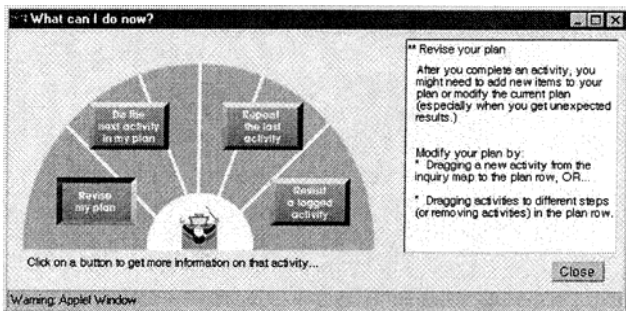 What can I do now?
Do the
next activity
in my plan
Repeat
the last
activity
Revise
my plan
Revisit
a logged
activity
Click on a button to get more information on that activity...
** Revise your plan
After you complete an activity, you
might need to add new items to your
plan or modify the current plan
(especially when you get unexpected
results.)
Modify your plan by:
* Dragging a new activity from the
inquiry map to the plan row, OR...
* Dragging activities to different steps
(or removing activities) in the plan row.
Close
Warning: Applet Window